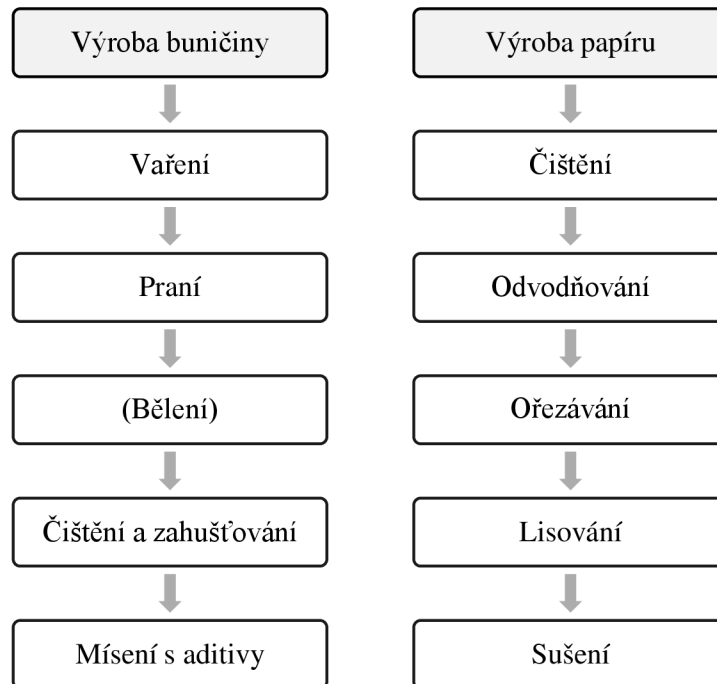 Výroba buničiny
Vaření
Praní
(Bělení)
Čištění a zahušťování
Mísení s aditivy
Výroba papíru
Čištění
Odvodňování
Ořezávání
Lisování
Sušení